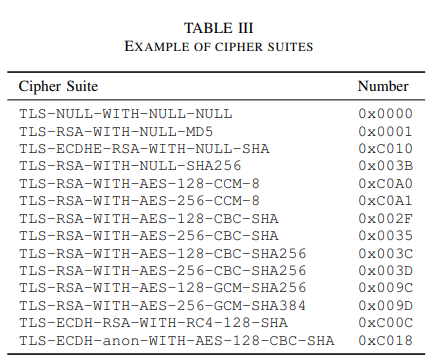 TABLE III
EXAMPLE OF CIPHER SUITES
Cipher Suite Number
TLS-NULL-WITH-NULL-NULL 0x0000
TLS-RSA-WITH-NULL-MD5 0x0001
TLS-ECDHE-RSA-WITH-NULL-SHA 0xC010
TLS-RSA-WITH-NULL-SHA256 0x003B
TLS-RSA-WITH-AES-128-CCM-8 0xC0A0
TLS-RSA-WITH-AES-256-CCM-8 0xC0A1
TLS-RSA-WITH-AES-128-CBC-SHA 0x002F
TLS-RSA-WITH-AES-256-CBC-SHA 0x0035
TLS-RSA-WITH-AES-128-CBC-SHA256 0x003C
TLS-RSA-WITH-AES-256-CBC-SHA256 0x003D
TLS-RSA-WITH-AES-128-GCM-SHA256 0x009C
TLS-RSA-WITH-AES-256-GCM-SHA384 0x009D
TLS-ECDH-RSA-WITH-RC4-128-SHA 0xC00C
TLS-ECDH-anon-WITH-AES-128-CBC-SHA 0xC018